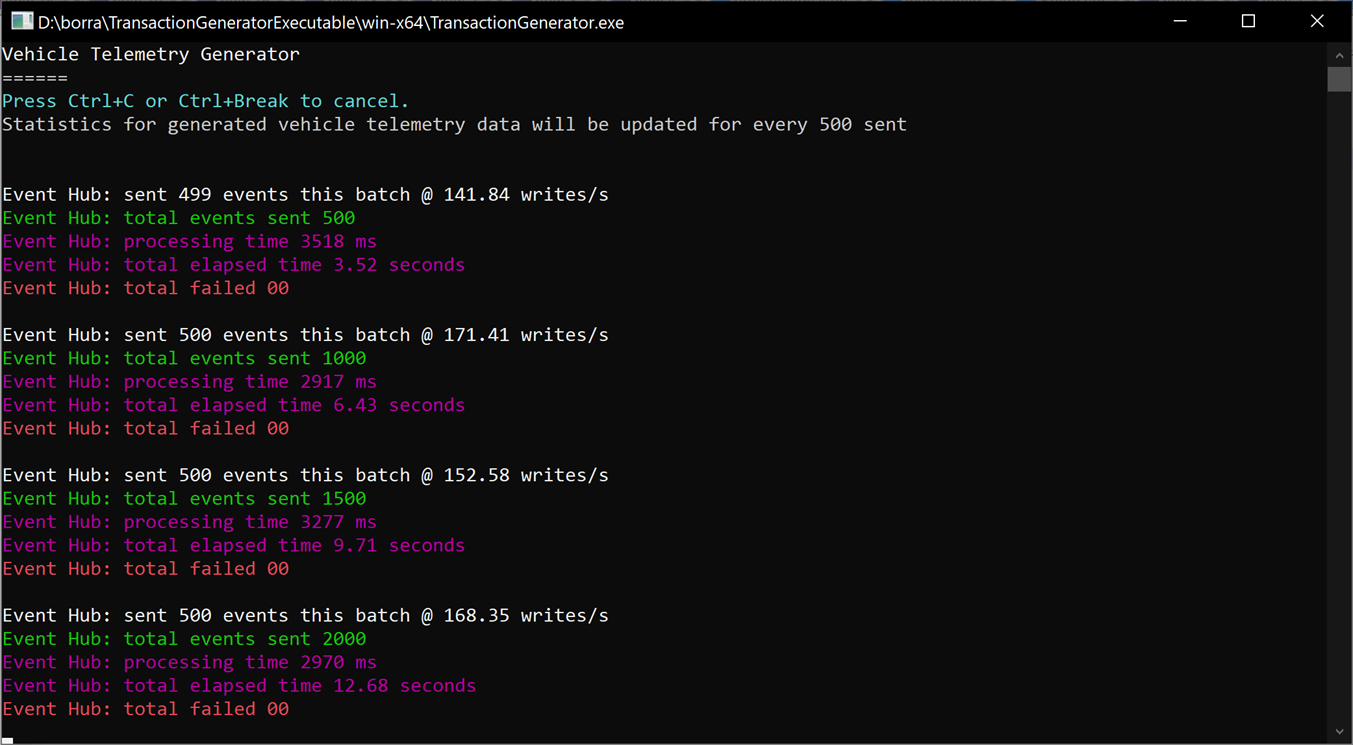 D:\borra\TransactionGeneratorExecutable\win-x64\TransactionGenerator.exe
Vehicle Telemetry Generator
======
Press Ctrl+C or Ctrl+Break to cancel.
Statistics for generated vehicle telemetry data will be updated for every 500 sent
Event Hub: sent 499 events this batch @ 141.84 writes/s
Event Hub: total events sent 500
Event Hub: processing time 3518 ms
Event Hub: total elapsed time 3.52 seconds
Event Hub: total failed 00
Event Hub: sent 500 events this batch @ 171.41 writes/s
Event Hub: total events sent 1000
Event Hub: processing time 2917 ms
Event Hub: total elapsed time 6.43 seconds
Event Hub: total failed 00
Event Hub: sent 500 events this batch @ 152.58 writes/s
Event Hub: total events sent 1500
Event Hub: processing time 3277 ms
Event Hub: total elapsed time 9.71 seconds
Event Hub: total failed 00
Event Hub: sent 500 events this batch @ 168.35 writes/s
Event Hub: total events sent 2000
Event Hub: processing time 2970 ms
Event Hub: total elapsed time 12.68 seconds
Event Hub: total failed 00